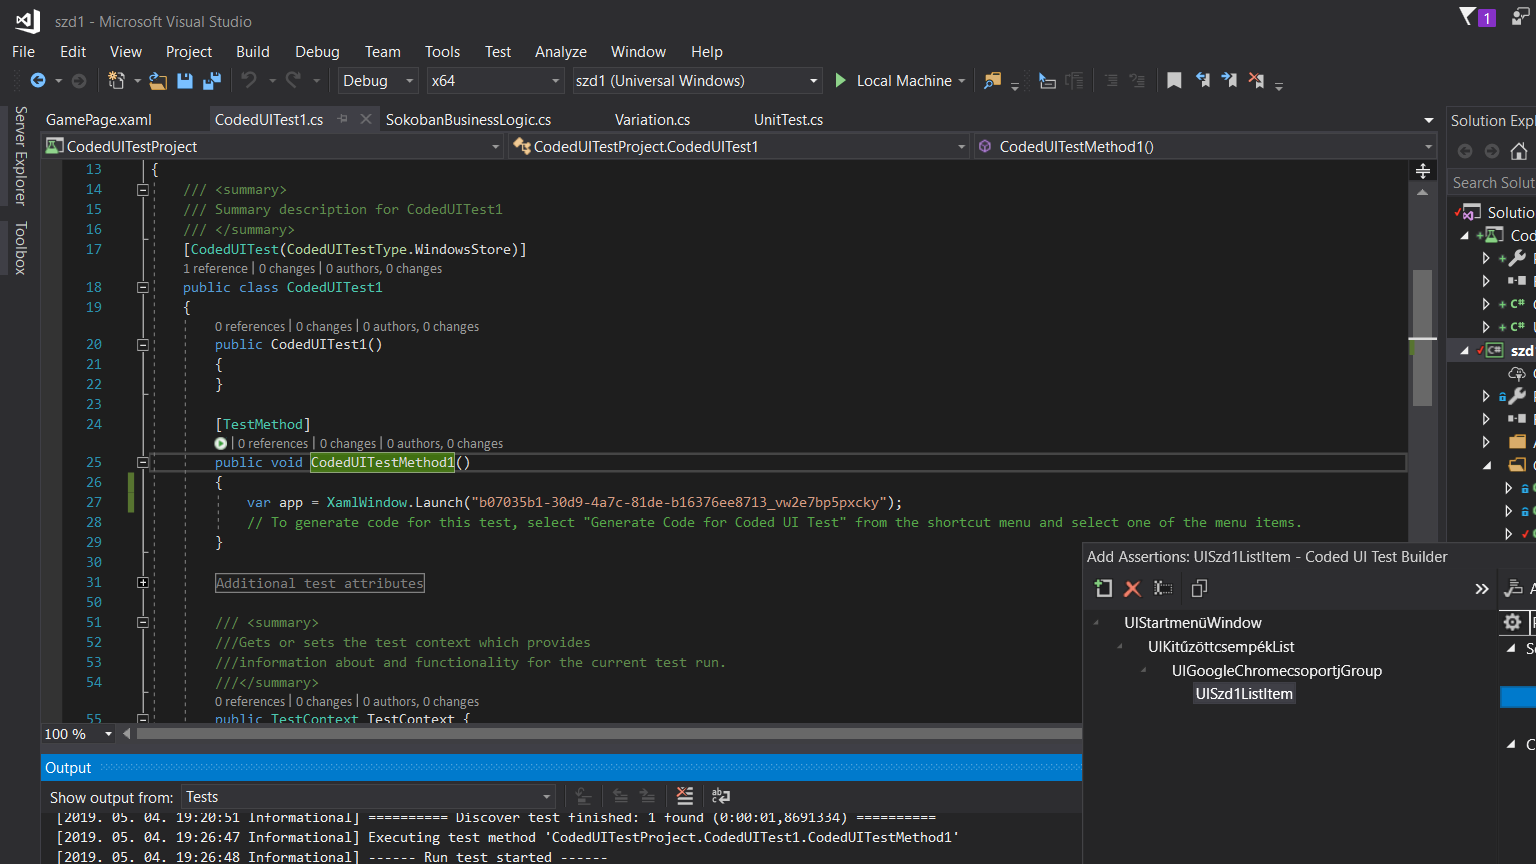 szd1 - Microsoft Visual Studio
1
File Edit View Project Build Debug Team Tools Test Analyze Window Help
Debug x64 szd1 (Universal Windows) Local Machine
Server Explorer
Toolbox
GamePage.xaml CodedUITest1.cs SokobanBusinessLogic.cs Variation.cs UnitTest.cs
CodedUITestProject CodedUITestProject.CodedUITest1 CodedUITestMethod1()
13 {
14 /// <summary>
15 /// Summary description for CodedUITest1
16 /// </summary>
17 [CodedUITest(CodedUITestType.WindowsStore)]
1 reference | 0 changes | 0 authors, 0 changes
18 public class CodedUITest1
19 {
0 references | 0 changes | 0 authors, 0 changes
20 public CodedUITest1()
21 {
22 }
23
24 [TestMethod]
| 0 references | 0 changes | 0 authors, 0 changes
25 public void CodedUITestMethod1()
26 {
27 var app = XamlWindow.Launch("b07035b1-30d9-4a7c-81de-b16376ee8713_vw2e7bp5pxcky");
28 // To generate code for this test, select "Generate Code for Coded UI Test" from the shortcut menu and select one of the menu items.
29 }
30
31 Additional test attributes
50
51 /// <summary>
52 ///Gets or sets the test context which provides
53 ///information about and functionality for the current test run.
54 ///</summary>
0 references | 0 changes | 0 authors, 0 changes
55 public TestContext TestContext {
100 %
Output
Show output from: Tests
[2019. 05. 04. 19:20:51 Informational] ========== Discover test finished: 1 found (0:00:01,8691334) ==========
[2019. 05. 04. 19:26:47 Informational] Executing test method 'CodedUITestProject.CodedUITest1.CodedUITestMethod1'
[2019. 05. 04. 19:26:48 Informational] ------ Run test started ------
Solution Expl
Search Solut
Solutio
Cod
C#
C#
C# szd
Add Assertions: UISzd1ListItem - Coded UI Test Builder
UIStartmenüWindow
UIKitűzöttcsempékList
UIGoogleChromecsoportjGroup
UISzd1ListItem